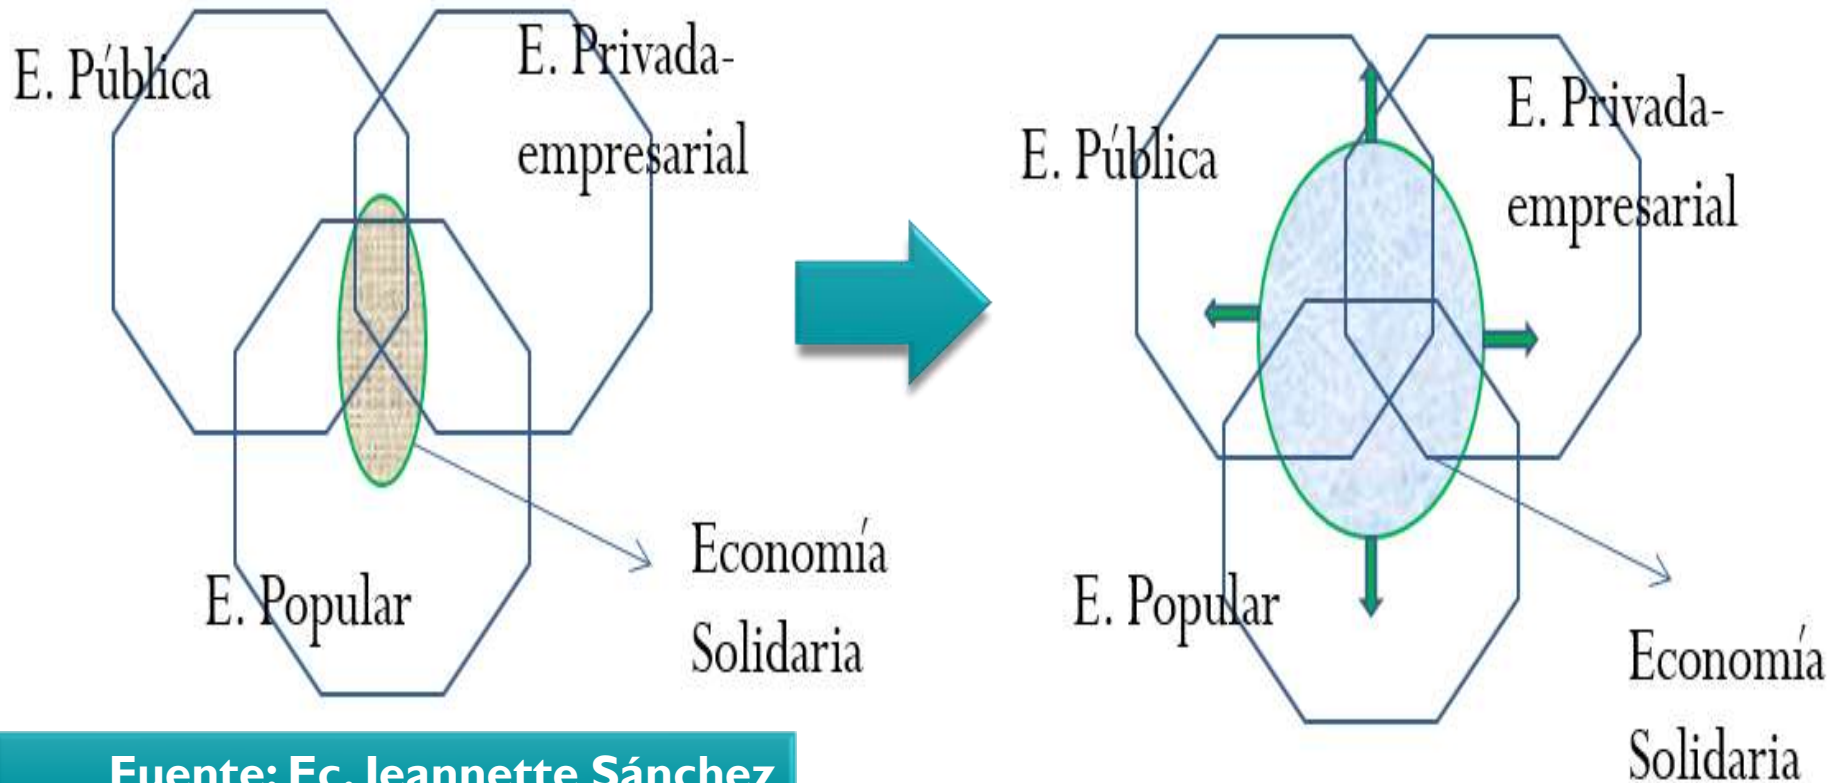 E. Pública
E. Privada-
empresarial
E. Popular
Economía
Solidaria
E. Pública
E. Privada-
empresarial
E. Popular
Economía
Solidaria
Fuente: Ec. Jeannette Sánchez